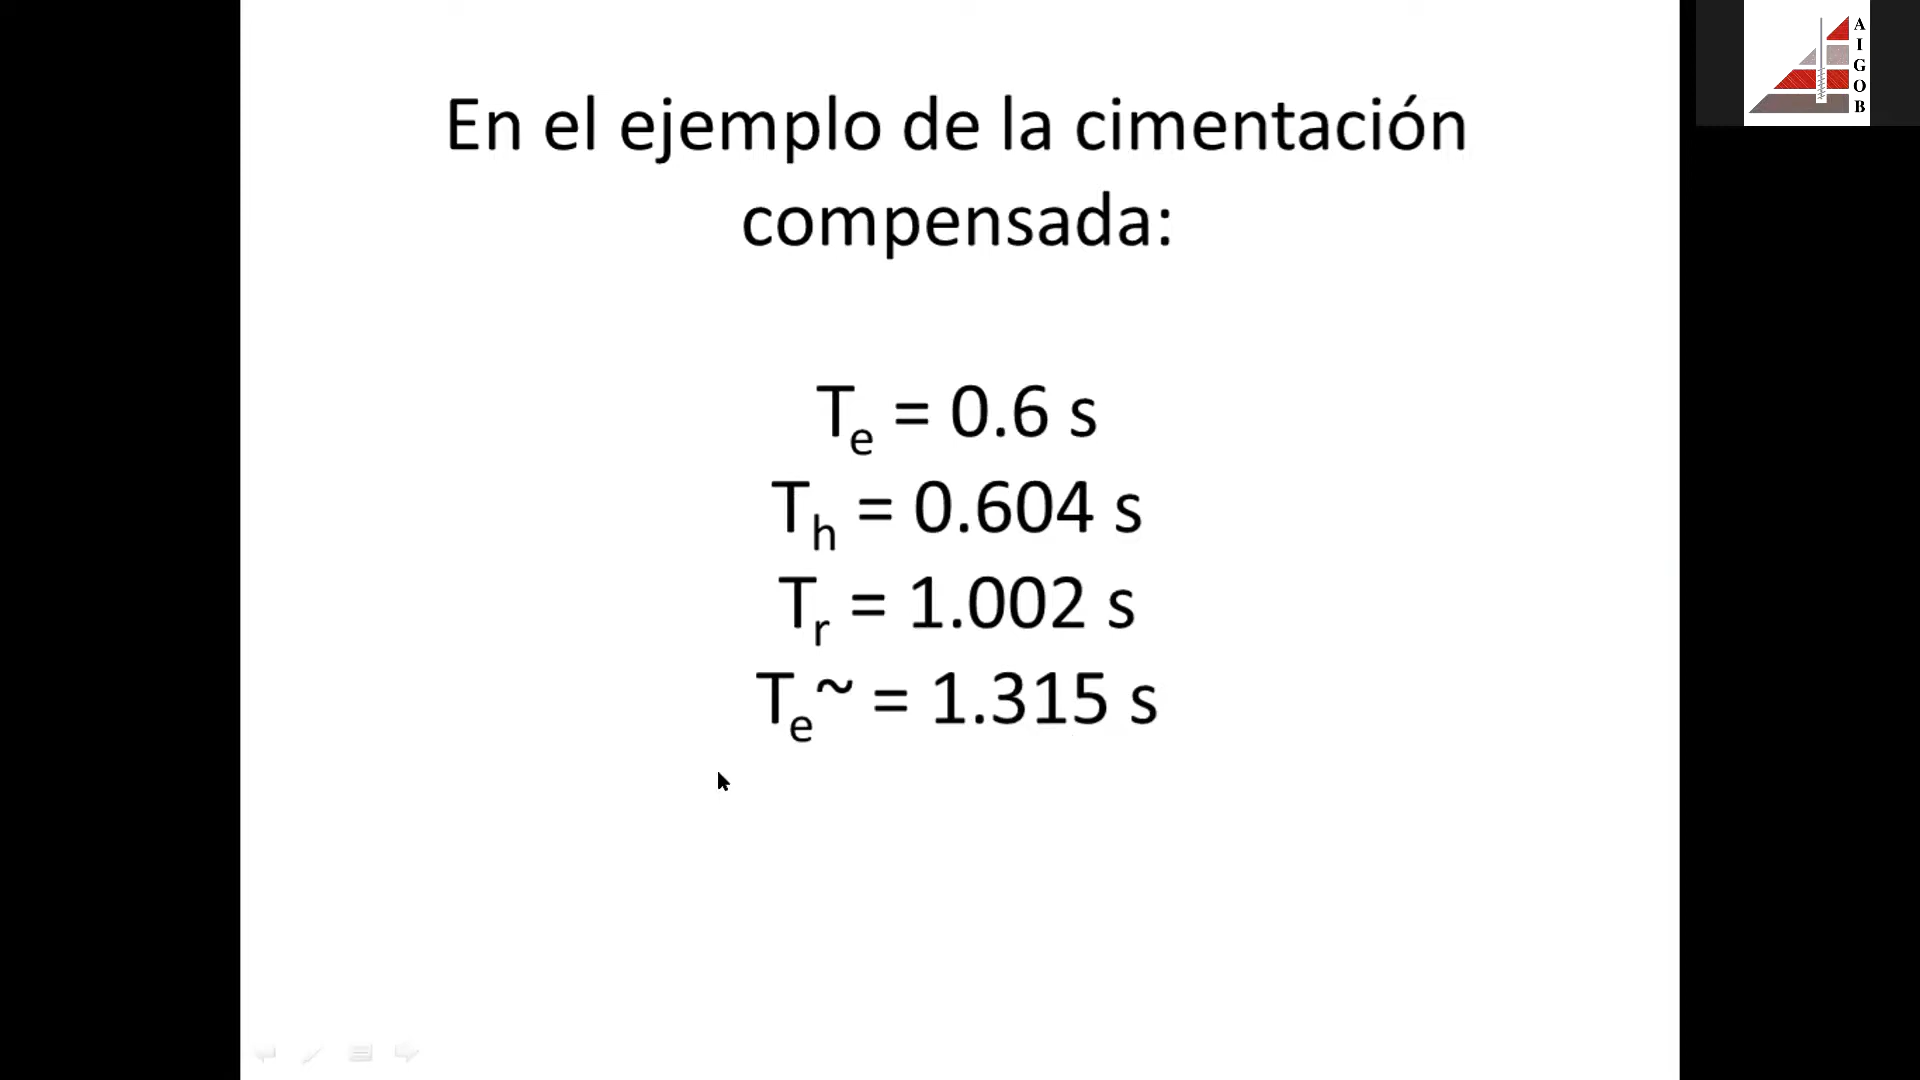 En el ejemplo de la cimentación
compensada:
Te = 0.6 s
Th = 0.604 s
Tr = 1.002 s
Te~ = 1.315 s
AIGOB